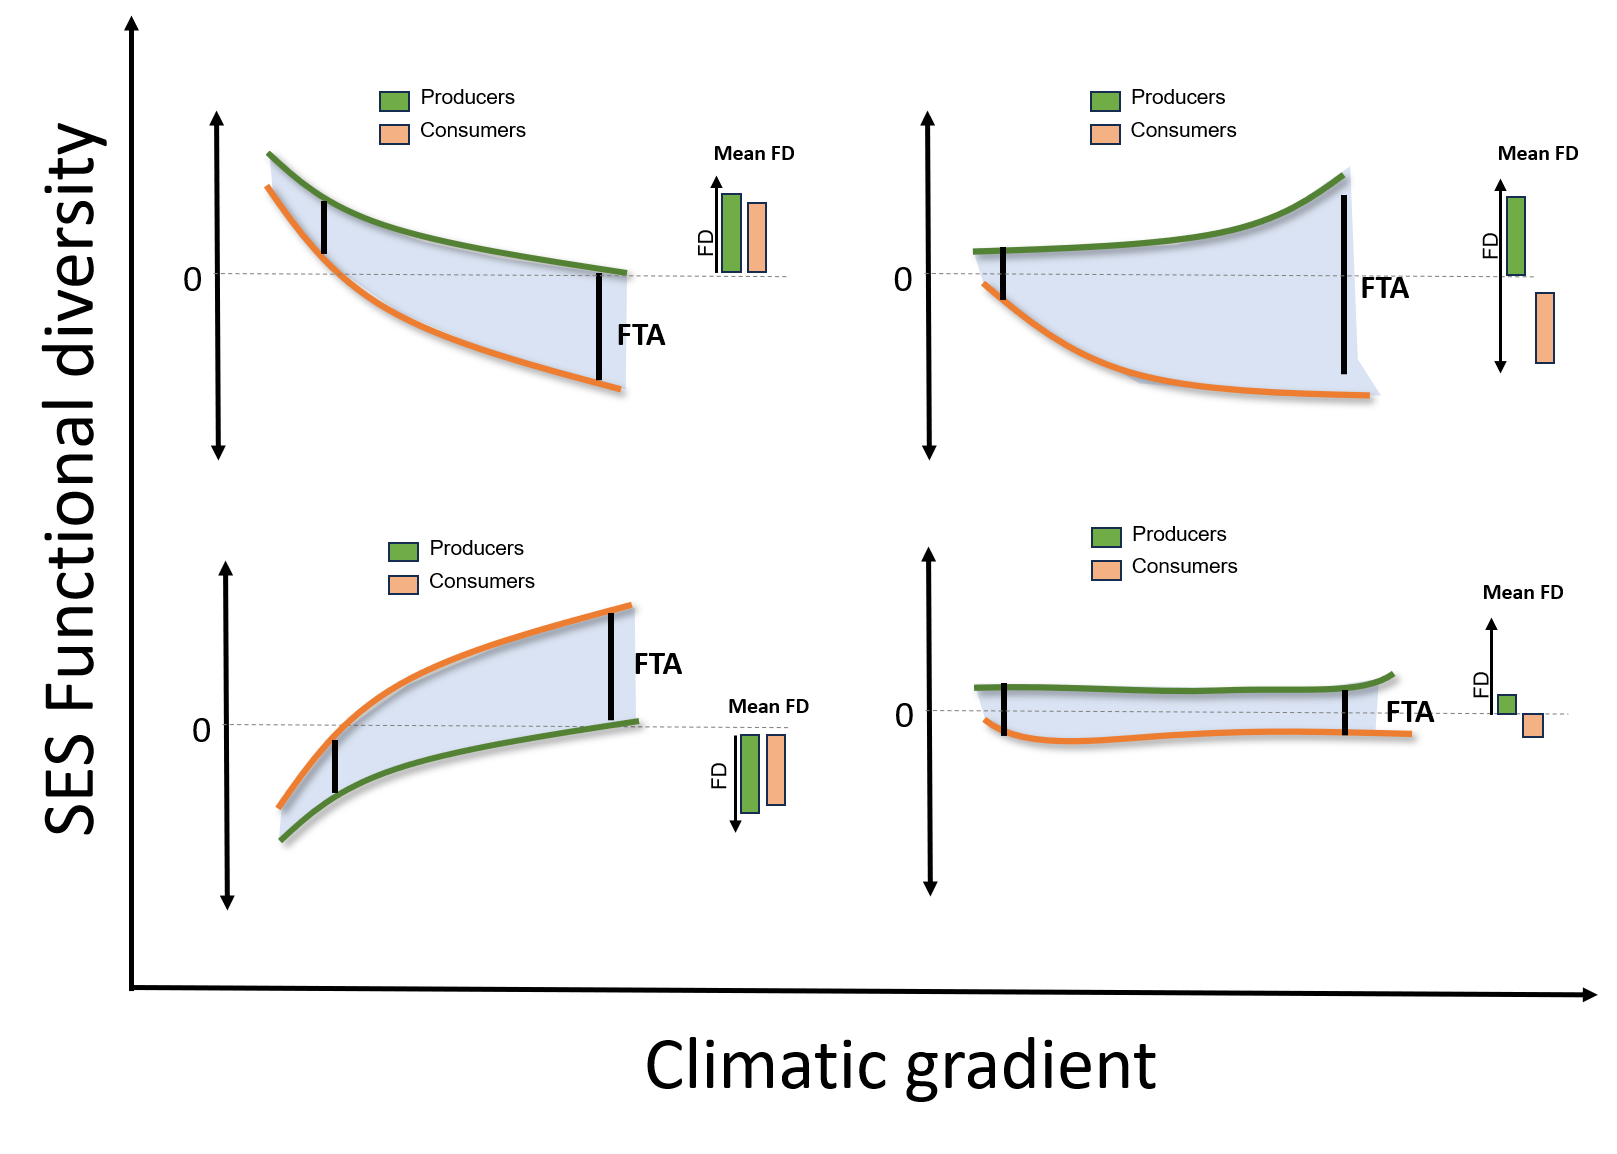 SES Functional diversity
Producers
Consumers
Mean FD
FD
0
FTA
Producers
Consumers
Mean FD
FD
0
FTA
Producers
Consumers
FTA
Mean FD
0
FD
Producers
Consumers
Mean FD
FD
0
FTA
Climatic gradient